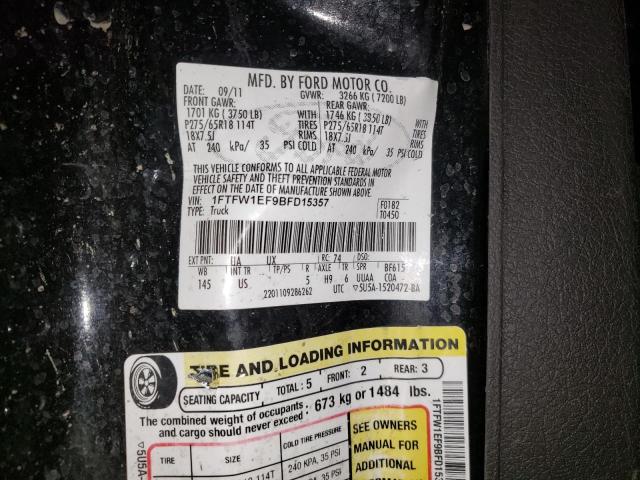 MFD. BY FORD MOTOR CO.
DATE: 09/11 GVWR: 3266 KG ( 7200 LB)
FRONT GAWR: REAR GAWR:
1701 KG ( 3750 LB) WITH 1746 KG ( 3850 LB) WITH
P275/65R18 114T TIRES P275/65R18 114T TIRES
18X7.5J RIMS 18X7.5J RIMS
AT 240 kPa/ 35 PSI COLD AT 240 kPa/ 35 PSI COLD
THIS VEHICLE CONFORMS TO ALL APPLICABLE FEDERAL MOTOR
VEHICLE SAFETY AND THEFT PREVENTION STANDARDS IN
EFFECT ON THE DATE OF MANUFACTURE SHOWN ABOVE.
VIN: 1FTFW1EF9BFD15357 F0182
TYPE: Truck T0450
EXT PNT: UA UX RC: 74 DSO:
WB INT TR TP/PS R AXLE TR SPR BF615
145 US 5 H9 6 UUAA COA
2201109286262 UTC ▽5U5A-1520472-BA
TIRE AND LOADING INFORMATION
SEATING CAPACITY TOTAL : 5 FRONT: 2 REAR: 3
The combined weight of occupants
and cargo should never exceed: 673 kg or 1484 lbs.
TIRE SIZE COLD TIRE PRESSURE
114T 240 KPA, 35 PSI
35 PSI
SEE OWNERS
MANUAL FOR
ADDITIONAL
▽5U5A-
1FTFW1EF9BFD153